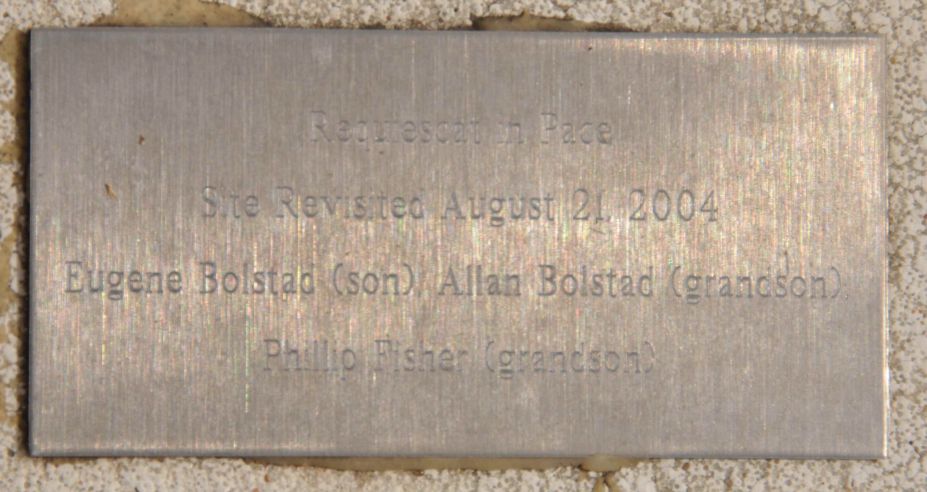 Requiescat in Pace
Site Revisited August 21, 2004
Eugene Bolstad (son), Allan Bolstad (grandson),
Phillip Fisher (grandson)